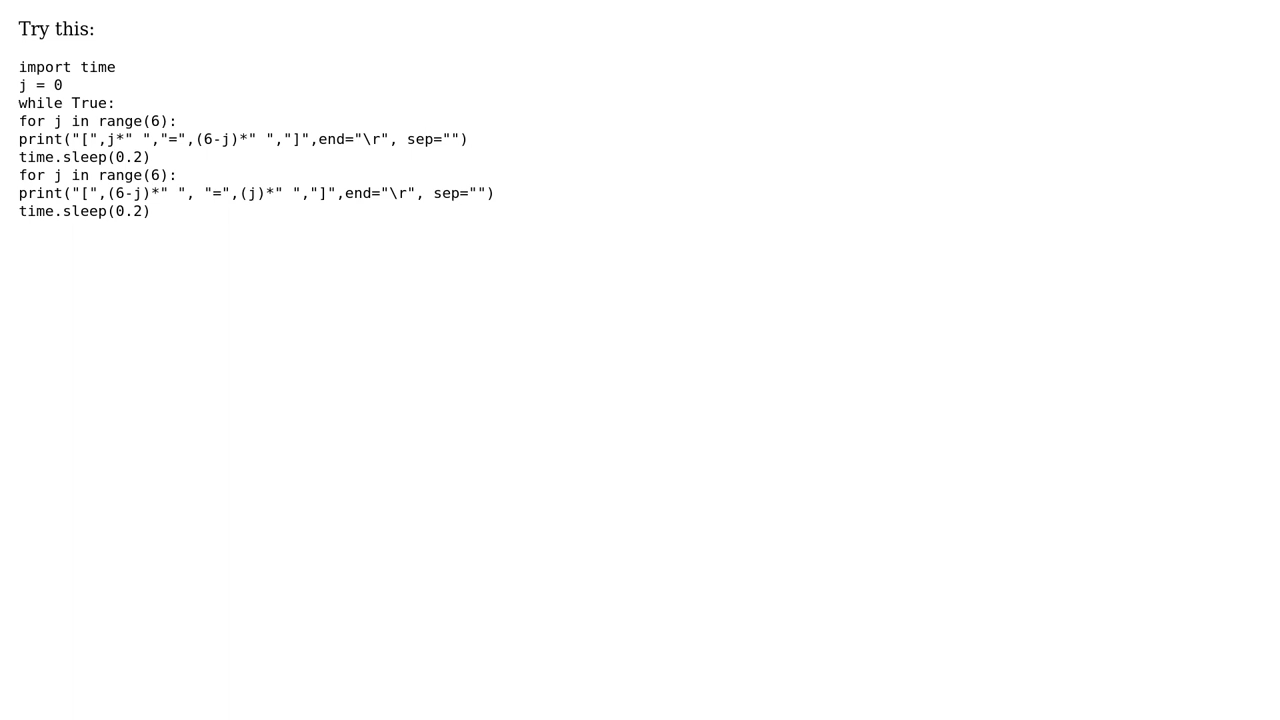 Try this:
import time
j = 0
while True:
for j in range(6):
print("[",j*" ","=",(6-j)*" ","]",end="\r", sep="")
time.sleep(0.2)
for j in range(6):
print("[",(6-j)*" ", "=",(j)*" ","]",end="\r", sep="")
time.sleep(0.2)